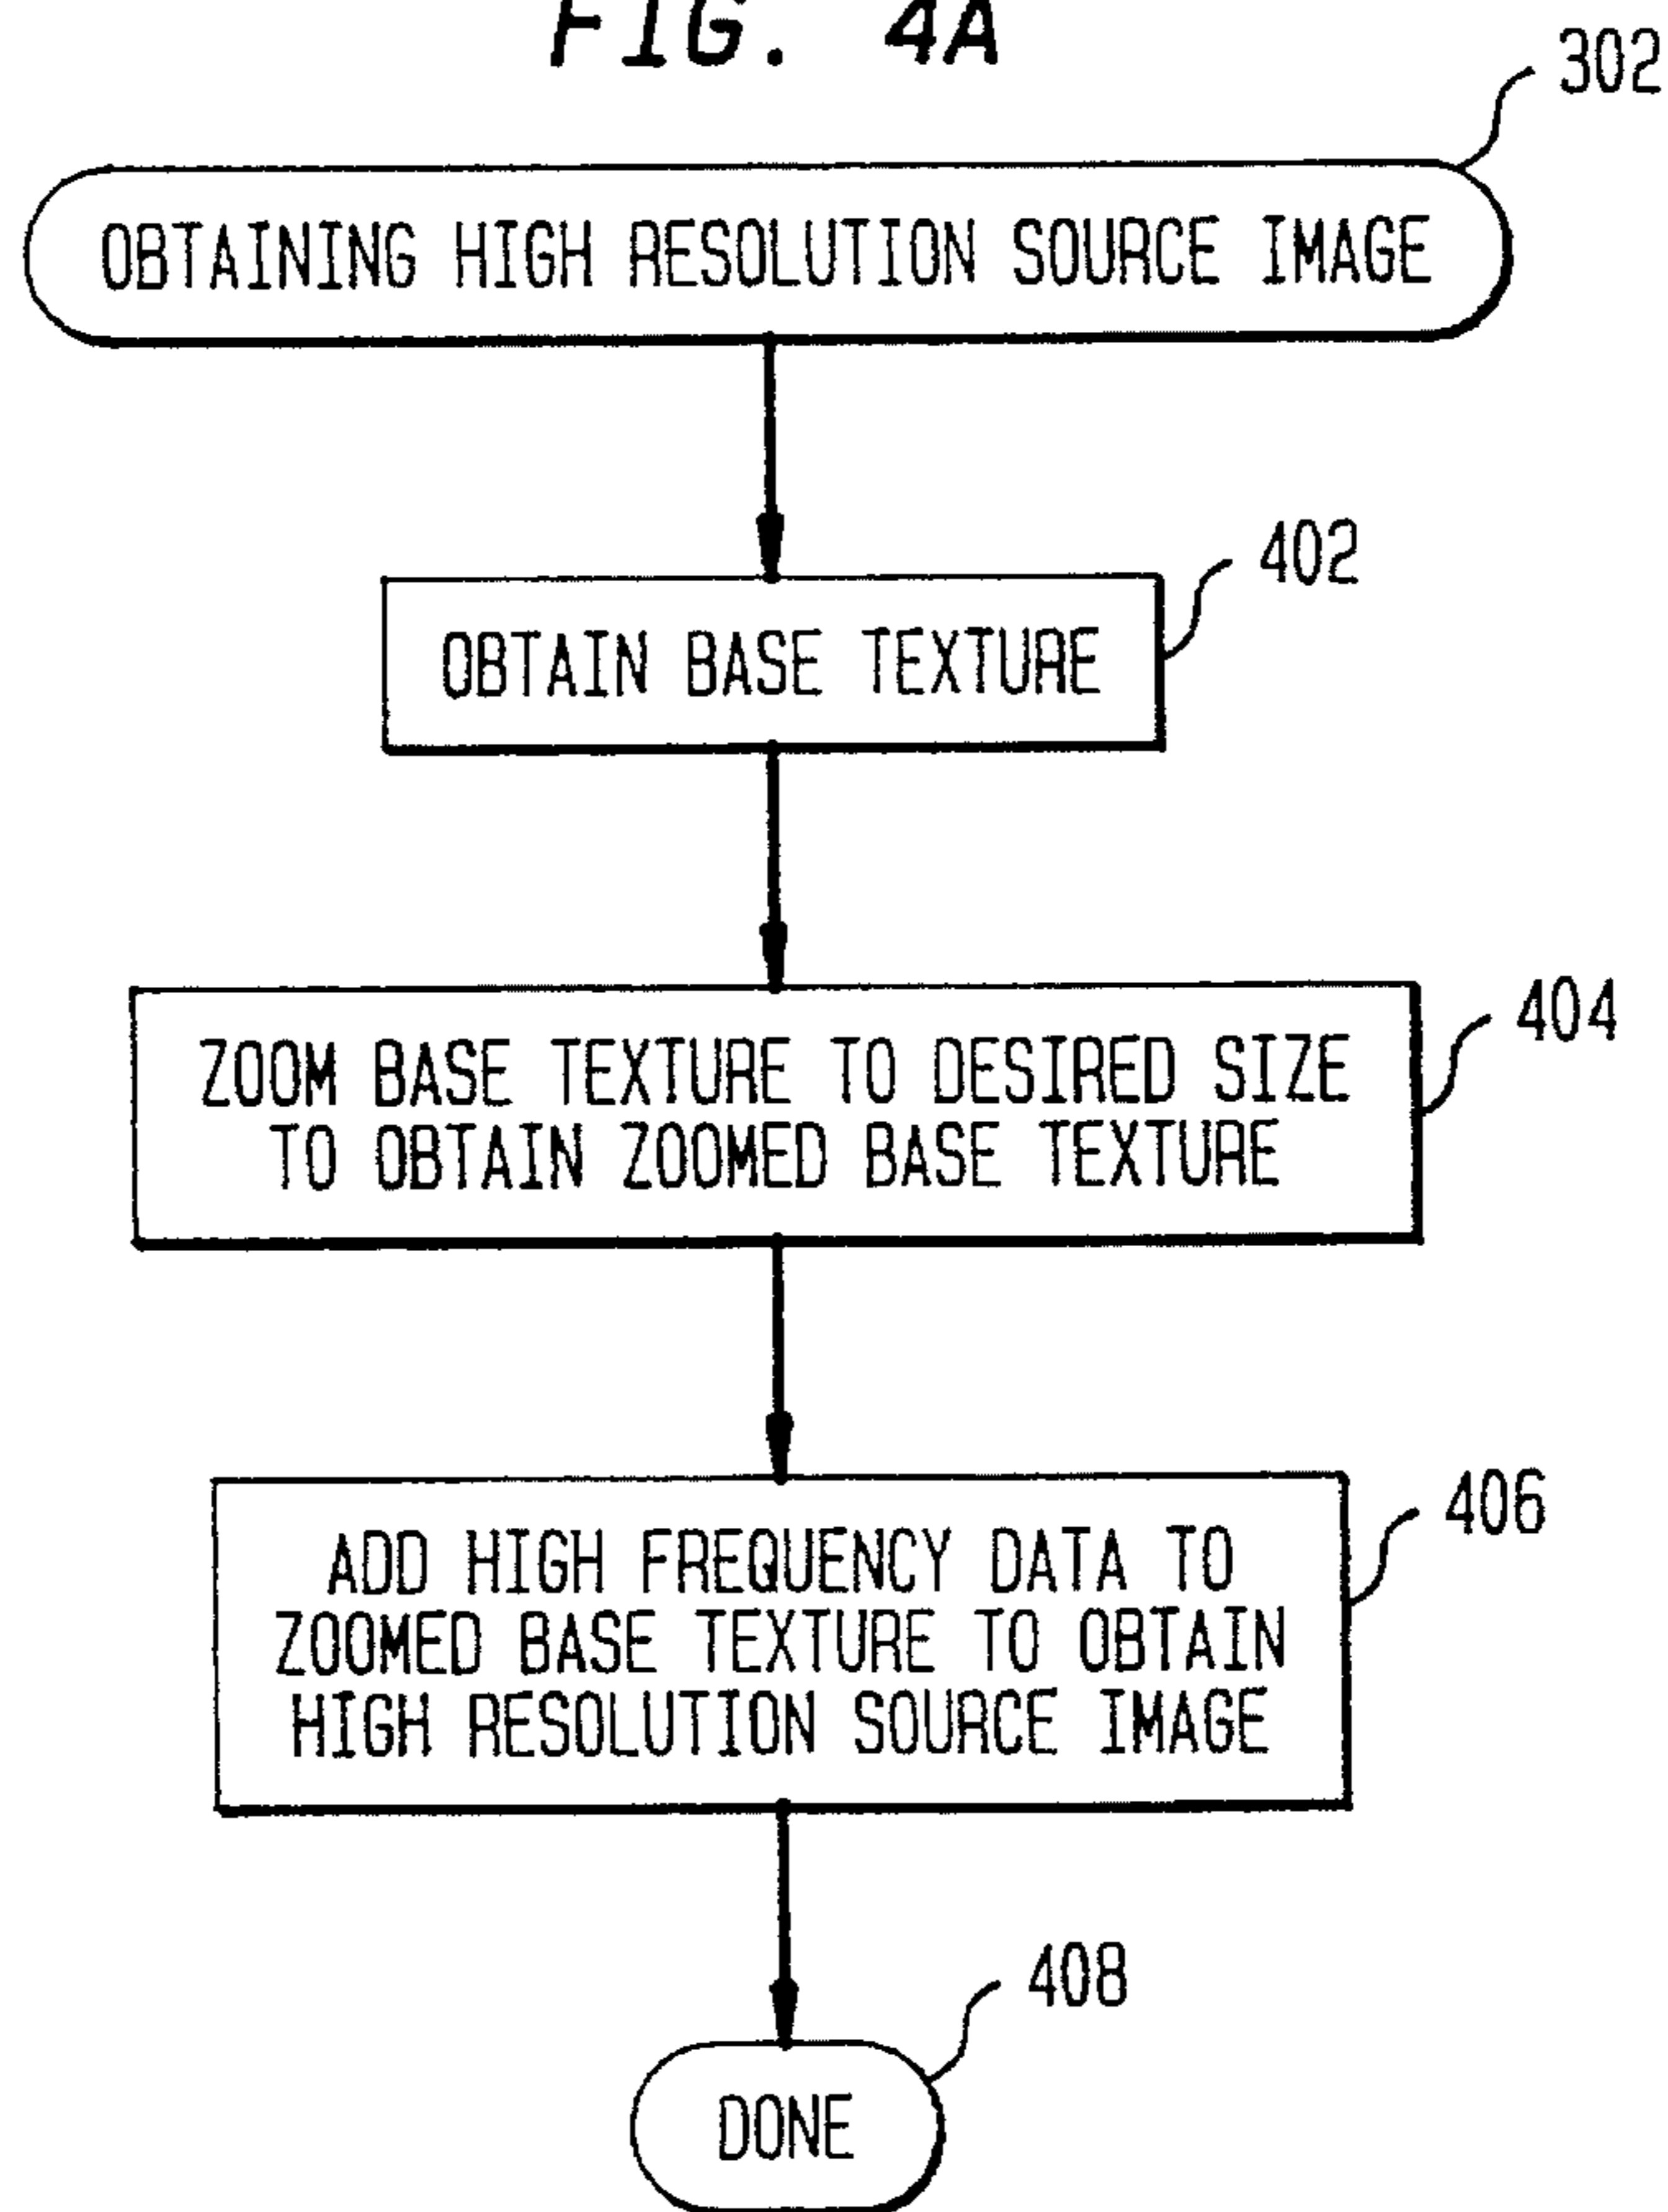 FIG. 4A
302
OBTAINING HIGH RESOLUTION SOURCE IMAGE
402
OBTAIN BASE TEXTURE
404
ZOOM BASE TEXTURE TO DESIRED SIZE
TO OBTAIN ZOOMED BASE TEXTURE
406
ADD HIGH FREQUENCY DATA TO
ZOOMED BASE TEXTURE TO OBTAIN
HIGH RESOLUTION SOURCE IMAGE
408
DONE